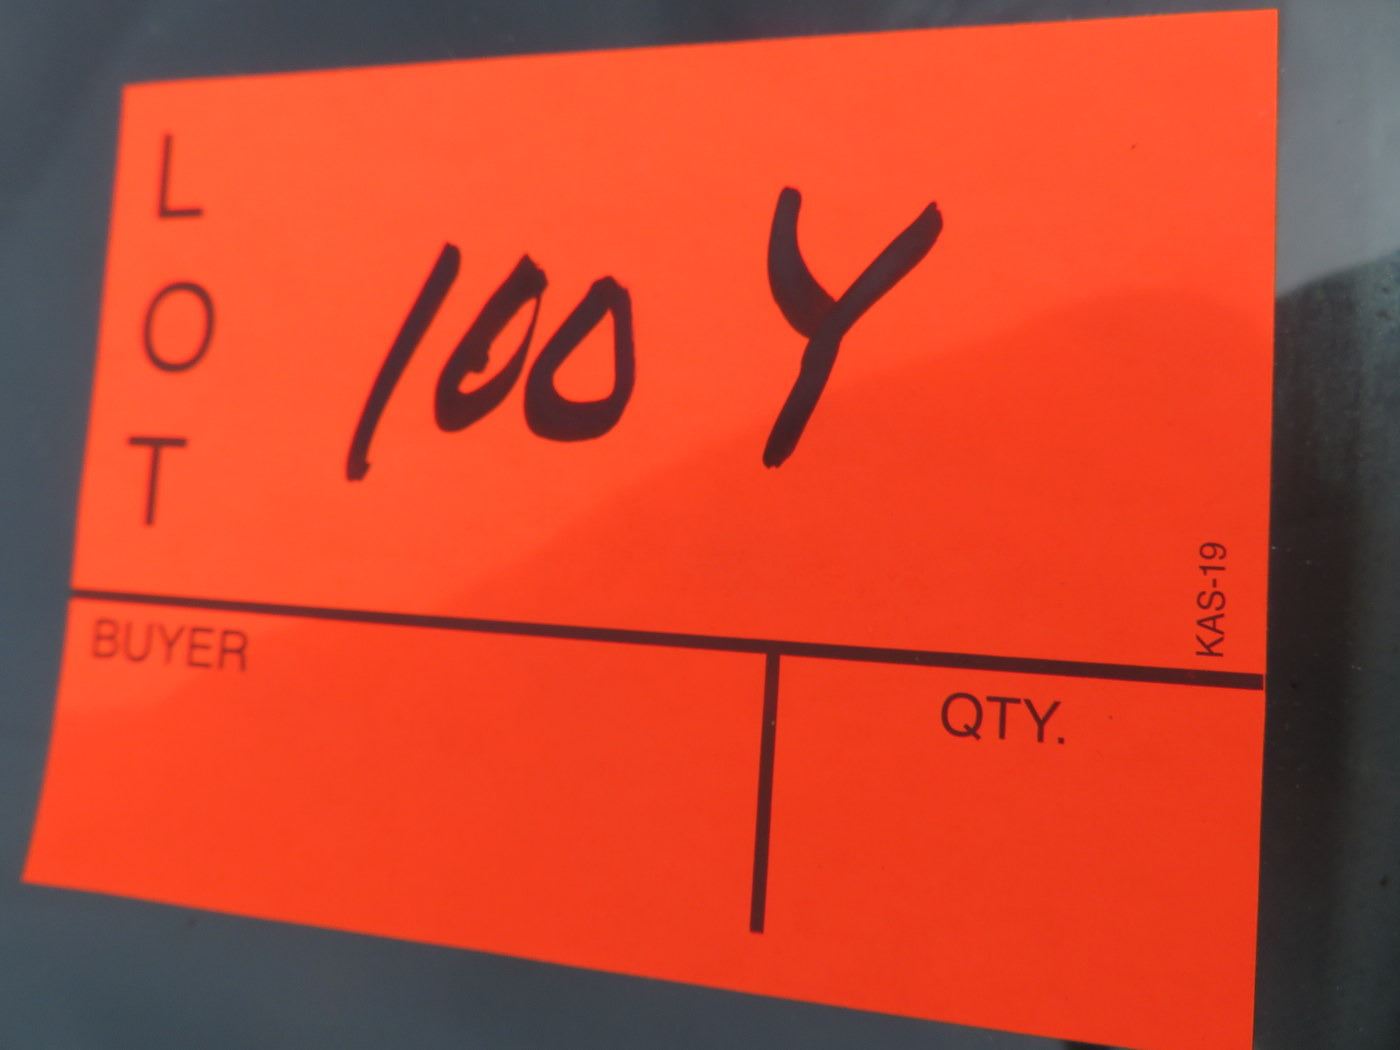 LOT
100 Y
KAS-19
BUYER
QTY.